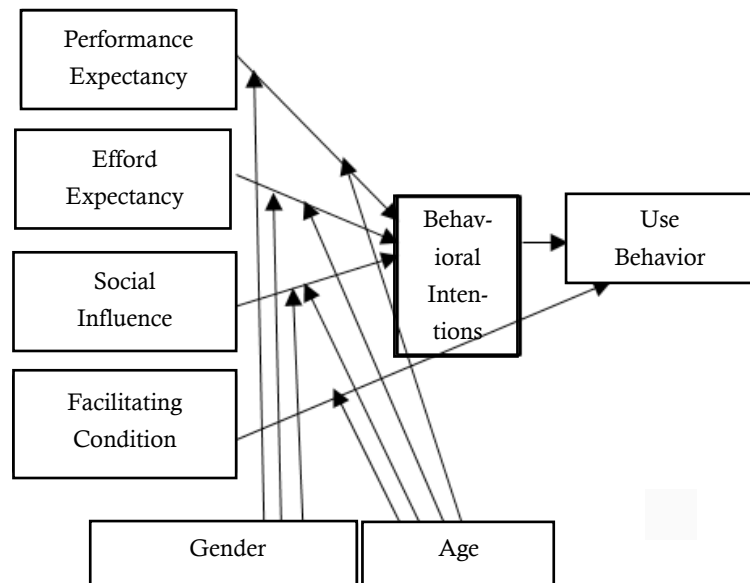 Performance
Expectancy
Efford
Expectancy
Social
Influence
Facilitating
Condition
Behav-
ioral
Inten-
tions
Use
Behavior
Gender
Age